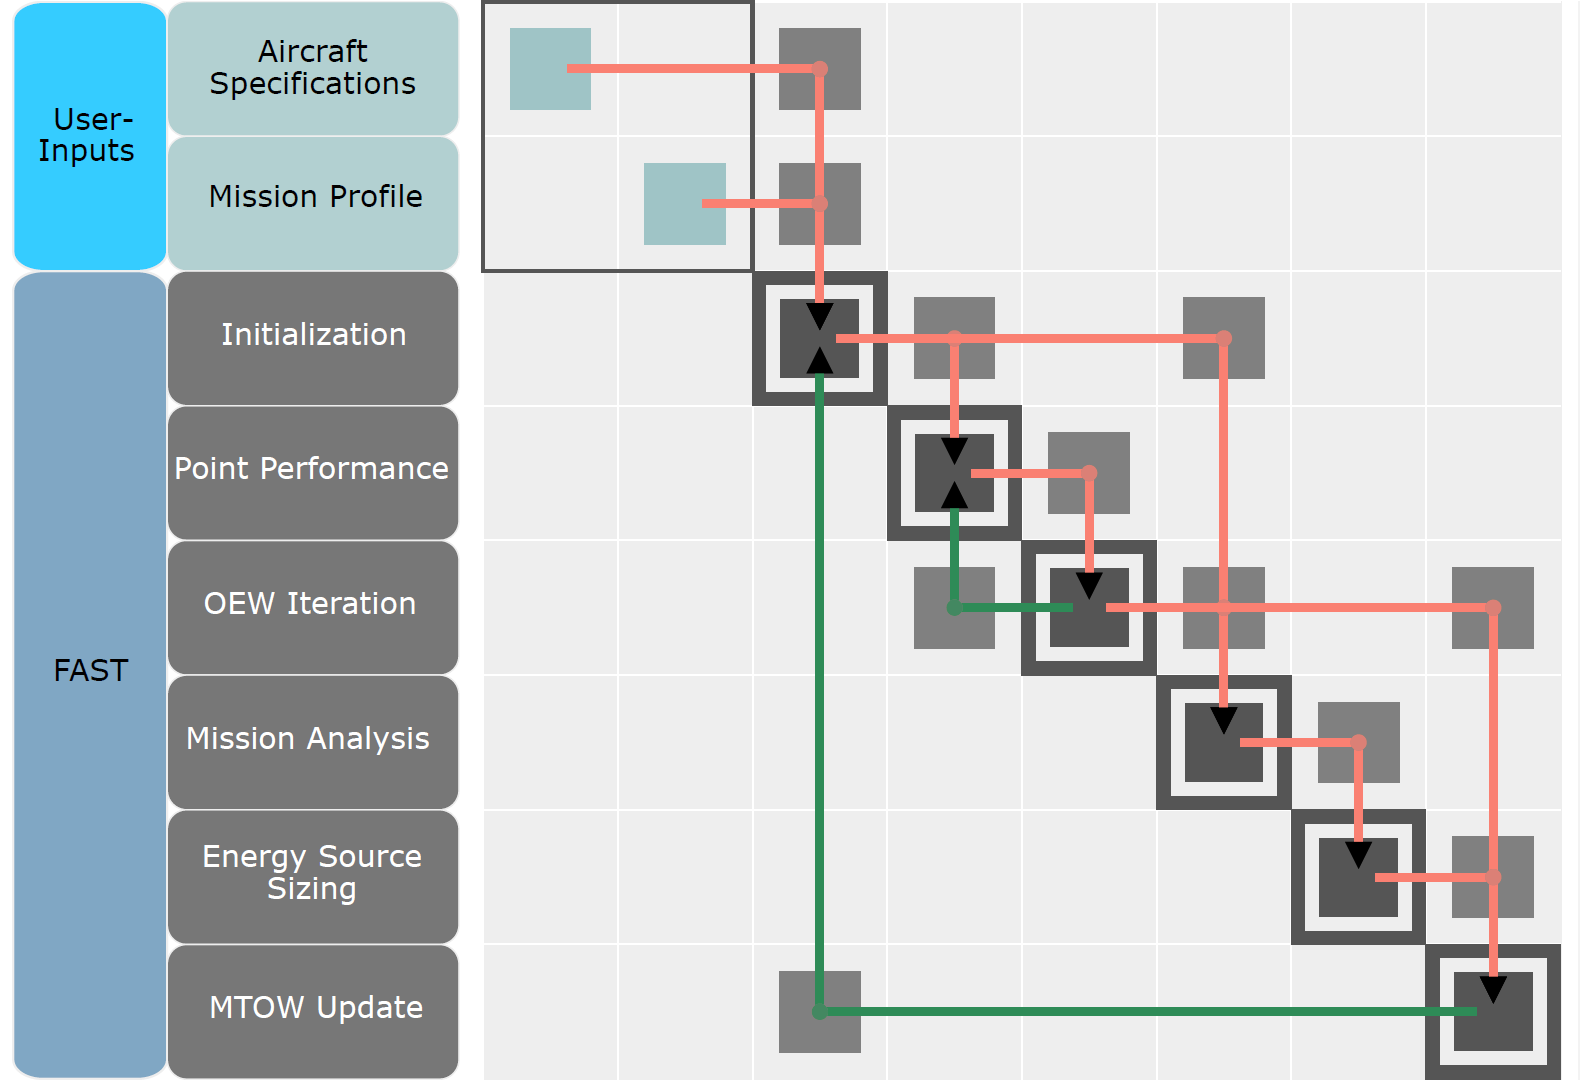 User-
Inputs
Aircraft
Specifications
Mission Profile
FAST
Initialization
Point Performance
OEW Iteration
Mission Analysis
Energy Source
Sizing
MTOW Update